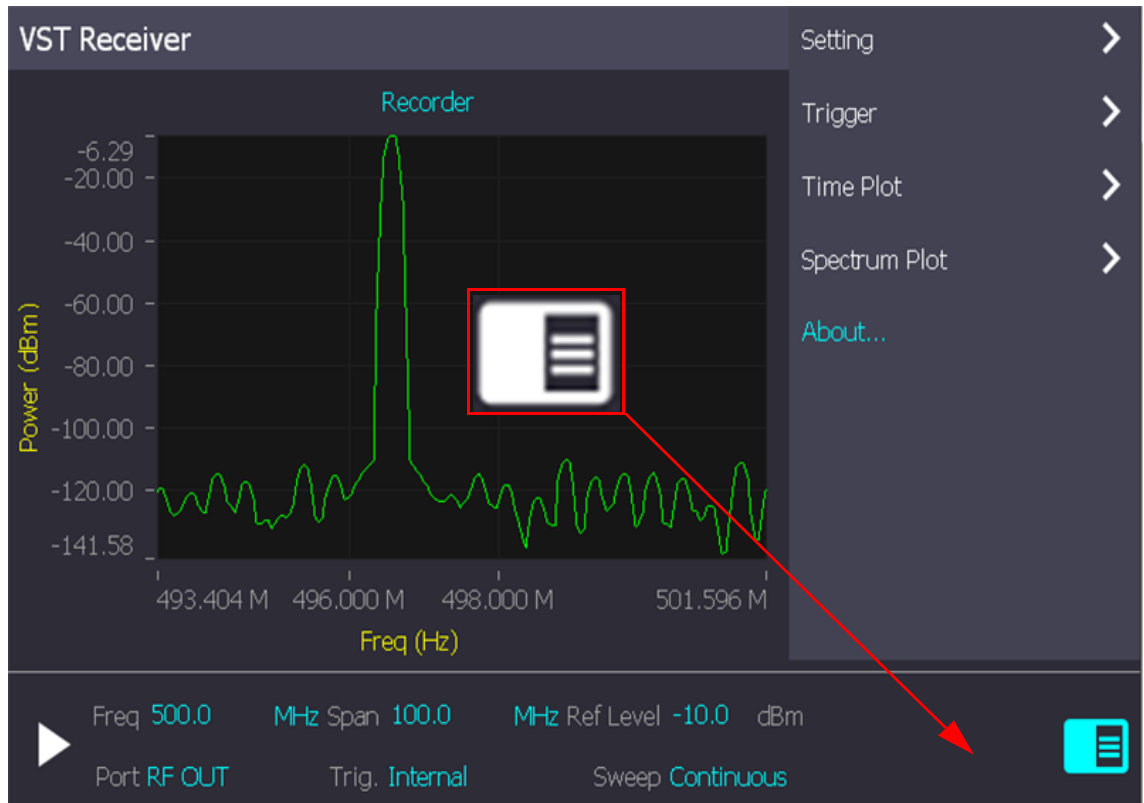 VST Receiver
Setting
Trigger
Time Plot
Spectrum Plot
About...
Recorder
-6.29
-20.00
-40.00
-60.00
-80.00
-100.00
-120.00
-141.58
Power (dBm)
493.404 M 496.000 M 498.000 M 501.596 M
Freq (Hz)
Freq 500.0 MHz Span 100.0 MHz Ref Level -10.0 dBm
Port RF OUT Trig. Internal Sweep Continuous